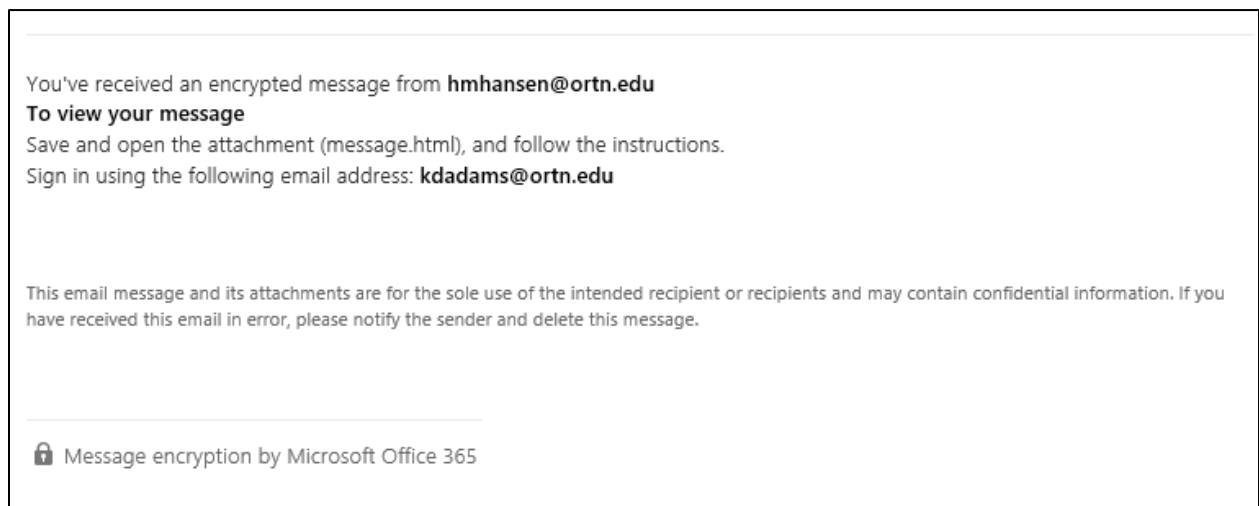 You've received an encrypted message from hmhansen@ortn.edu
To view your message
Save and open the attachment (message.html), and follow the instructions.
Sign in using the following email address: kdadams@ortn.edu
This email message and its attachments are for the sole use of the intended recipient or recipients and may contain confidential information. If you
have received this email in error, please notify the sender and delete this message.
Message encryption by Microsoft Office 365